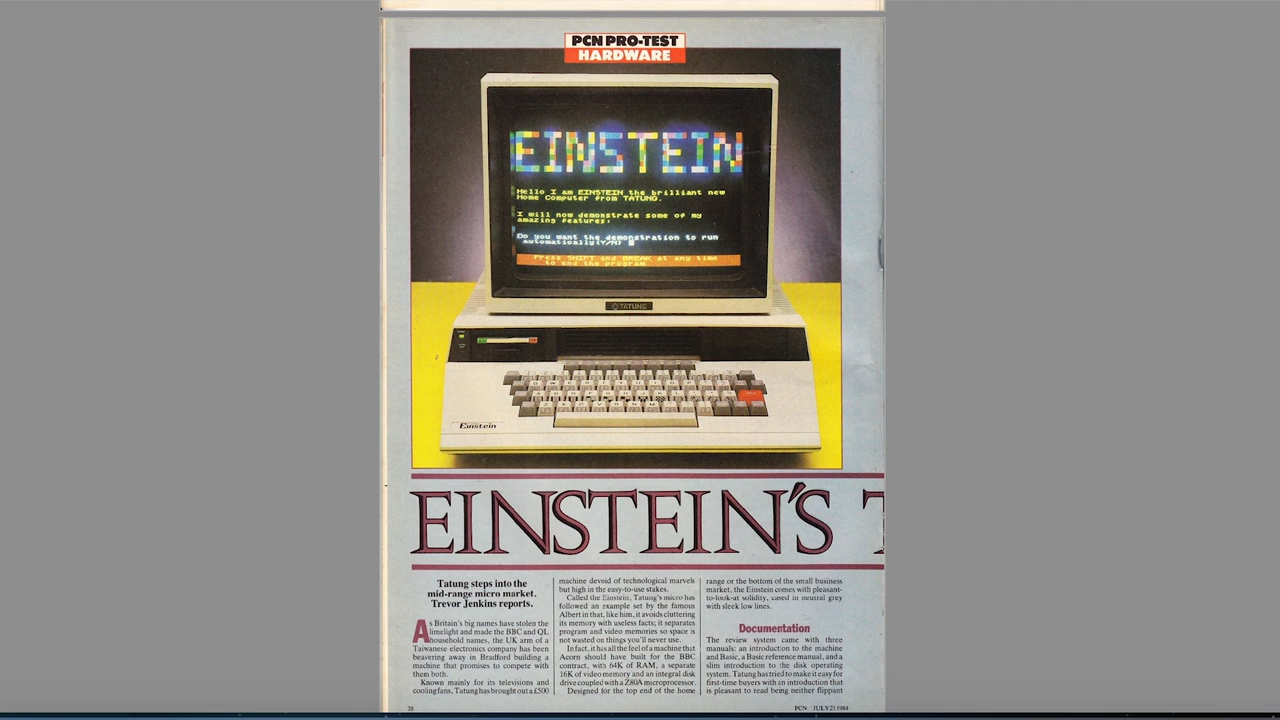 PCN PRO-TEST
HARDWARE
EINSTEIN
Hello I am EINSTEIN the brilliant new
Home Computer from TATUNG.
I will now demonstrate some of my
amazing features:
Do you want the demonstration to run
automatically(Y/N)
Press SHIFT and BREAK at any time
to end the program
TATUNG
Einstein
EINSTEIN'S
Tatung steps into the
mid-range micro market.
Trevor Jenkins reports.
As Britain's big names have stolen the
limelight and made the BBC and QL
household names, the UK arm of a
Taiwanese electronics company has been
beavering away in Bradford building a
machine that promises to compete with
them both.
Known mainly for its televisions and
cooling fans, Tatung has brought out a £500
machine devoid of technological marvels
but high in the easy-to-use stakes.
Called the Einstein, Tatung's micro has
followed an example set by the famous
Albert in that, like him, it avoids cluttering
its memory with useless facts; it separates
program and video memories so space is
not wasted on things you'll never use.
In fact, it has all the feel of a machine that
Acorn should have built for the BBC
contract, with 64K of RAM, a separate
16K of video memory and an integral disk
drive coupled with a Z80A microprocessor.
Designed for the top end of the home
range or the bottom of the small business
market, the Einstein comes with pleasant-
to-look-at solidity, cased in neutral grey
with sleek low lines.
Documentation
The review system came with three
manuals: an introduction to the machine
and Basic, a Basic reference manual, and a
slim introduction to the disk operating
system. Tatung has tried to make it easy for
first-time buyers with an introduction that
is pleasant to read being neither flippant
28
PCN JULY 21 1984